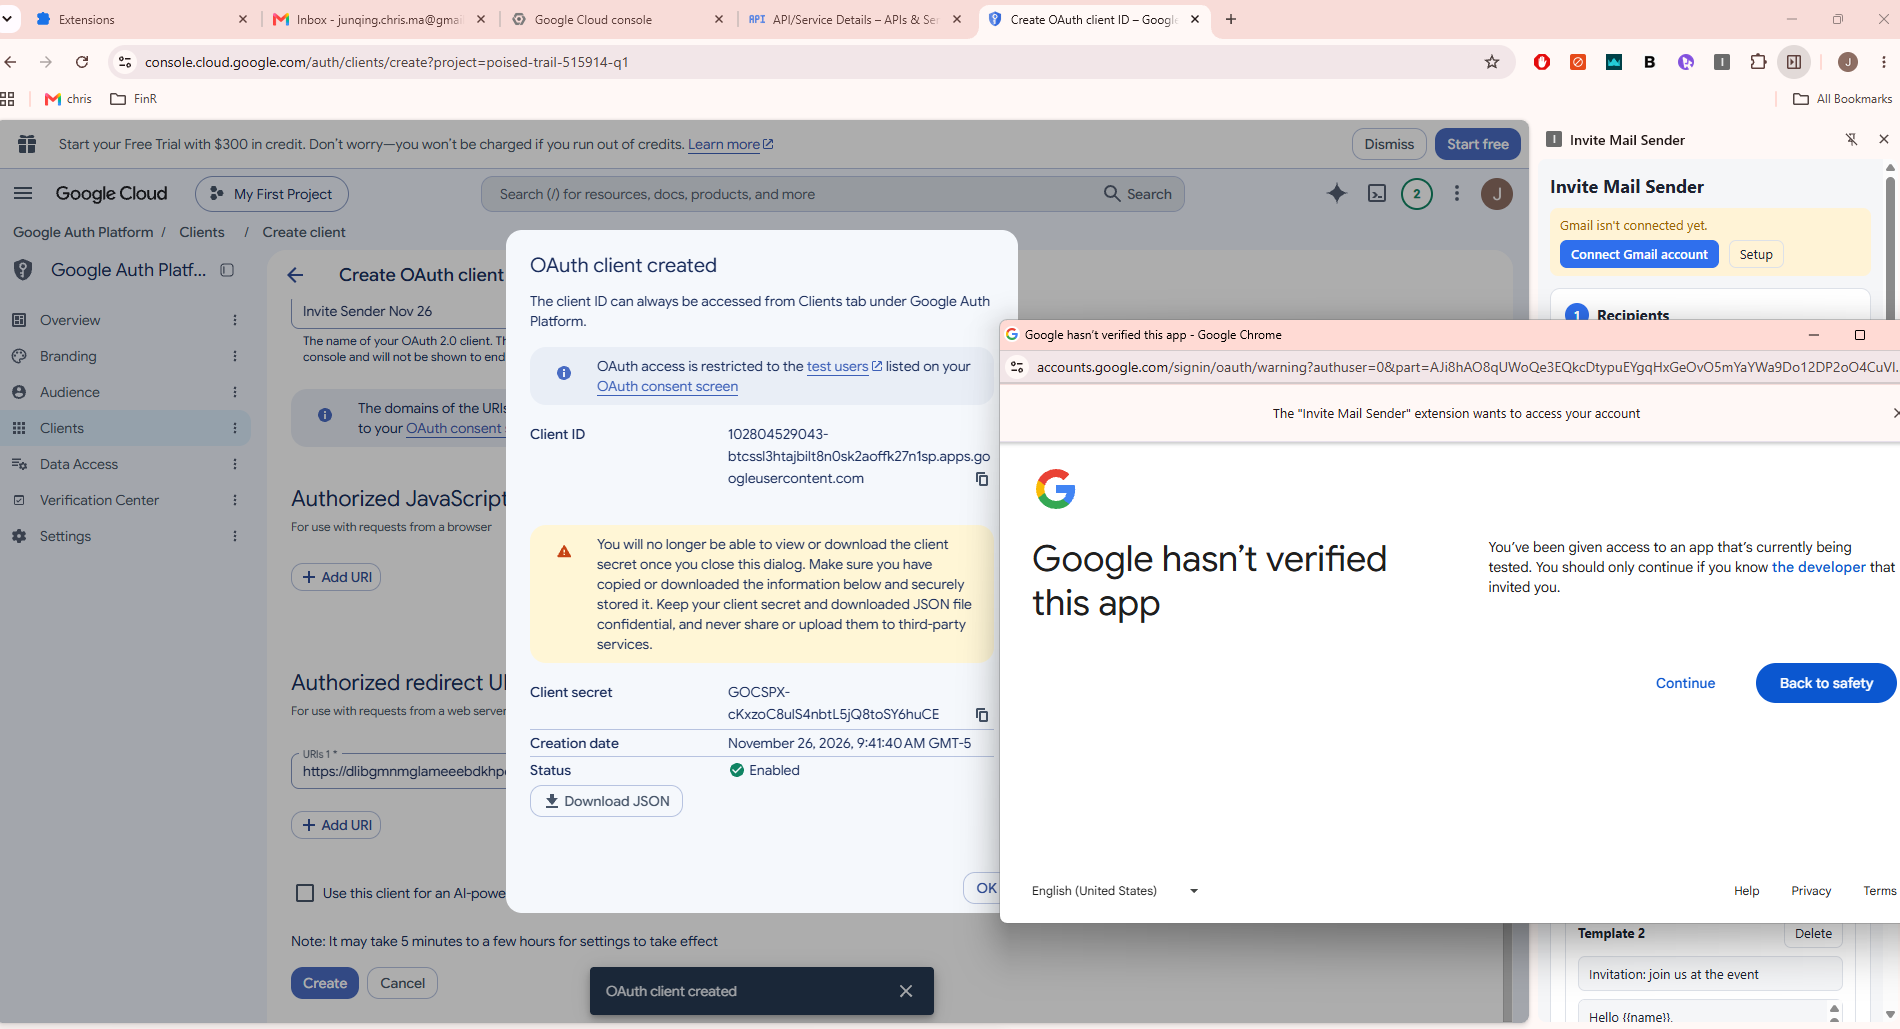 Extensions
Inbox - junqing.chris.ma@gmai
Google Cloud console
API API/Service Details – APIs & Se
Create OAuth client ID – Google
console.cloud.google.com/auth/clients/create?project=poised-trail-515914-q1
chris
FinR
All Bookmarks
Start your Free Trial with $300 in credit. Don't worry—you won't be charged if you run out of credits. Learn more
Dismiss
Start free
Google Cloud
My First Project
Search (/) for resources, docs, products, and more
Search
2
J
Google Auth Platform / Clients / Create client
Google Auth Platf...
Overview
Branding
Audience
Clients
Data Access
Verification Center
Settings
Create OAuth client
Invite Sender Nov 26
The name of your OAuth 2.0 client. Th
console and will not be shown to end
The domains of the URIs
to your OAuth consent
Authorized JavaScript
For use with requests from a browser
Add URI
Authorized redirect U
For use with requests from a web server
URIs 1 *
https://dlibgmnmglameeebdkhp
Add URI
Use this client for an AI-powe
Note: It may take 5 minutes to a few hours for settings to take effect
Create
Cancel
OAuth client created
The client ID can always be accessed from Clients tab under Google Auth
Platform.
OAuth access is restricted to the test users listed on your
OAuth consent screen
Client ID
102804529043-
btcssl3htajbilt8n0sk2aoffk27n1sp.apps.go
ogleusercontent.com
You will no longer be able to view or download the client
secret once you close this dialog. Make sure you have
copied or downloaded the information below and securely
stored it. Keep your client secret and downloaded JSON file
confidential, and never share or upload them to third-party
services.
Client secret
GOCSPX-
cKxzoC8ulS4nbtL5jQ8toSY6huCE
Creation date
November 26, 2026, 9:41:40 AM GMT-5
Status
Enabled
Download JSON
OK
OAuth client created
Invite Mail Sender
Invite Mail Sender
Gmail isn't connected yet.
Connect Gmail account
Setup
1 Recipients
Google hasn't verified this app - Google Chrome
accounts.google.com/signin/oauth/warning?authuser=0&part=AJi8hAO8qUWoQe3EQkcDtypuEYgqHxGeOvO5mYaYWa9Do12DP2oO4CuVI.
The "Invite Mail Sender" extension wants to access your account
Google hasn't verified
this app
You've been given access to an app that's currently being
tested. You should only continue if you know the developer that
invited you.
Continue
Back to safety
English (United States)
Help
Privacy
Terms
Template 2
Delete
Invitation: join us at the event
Hello {{name}},